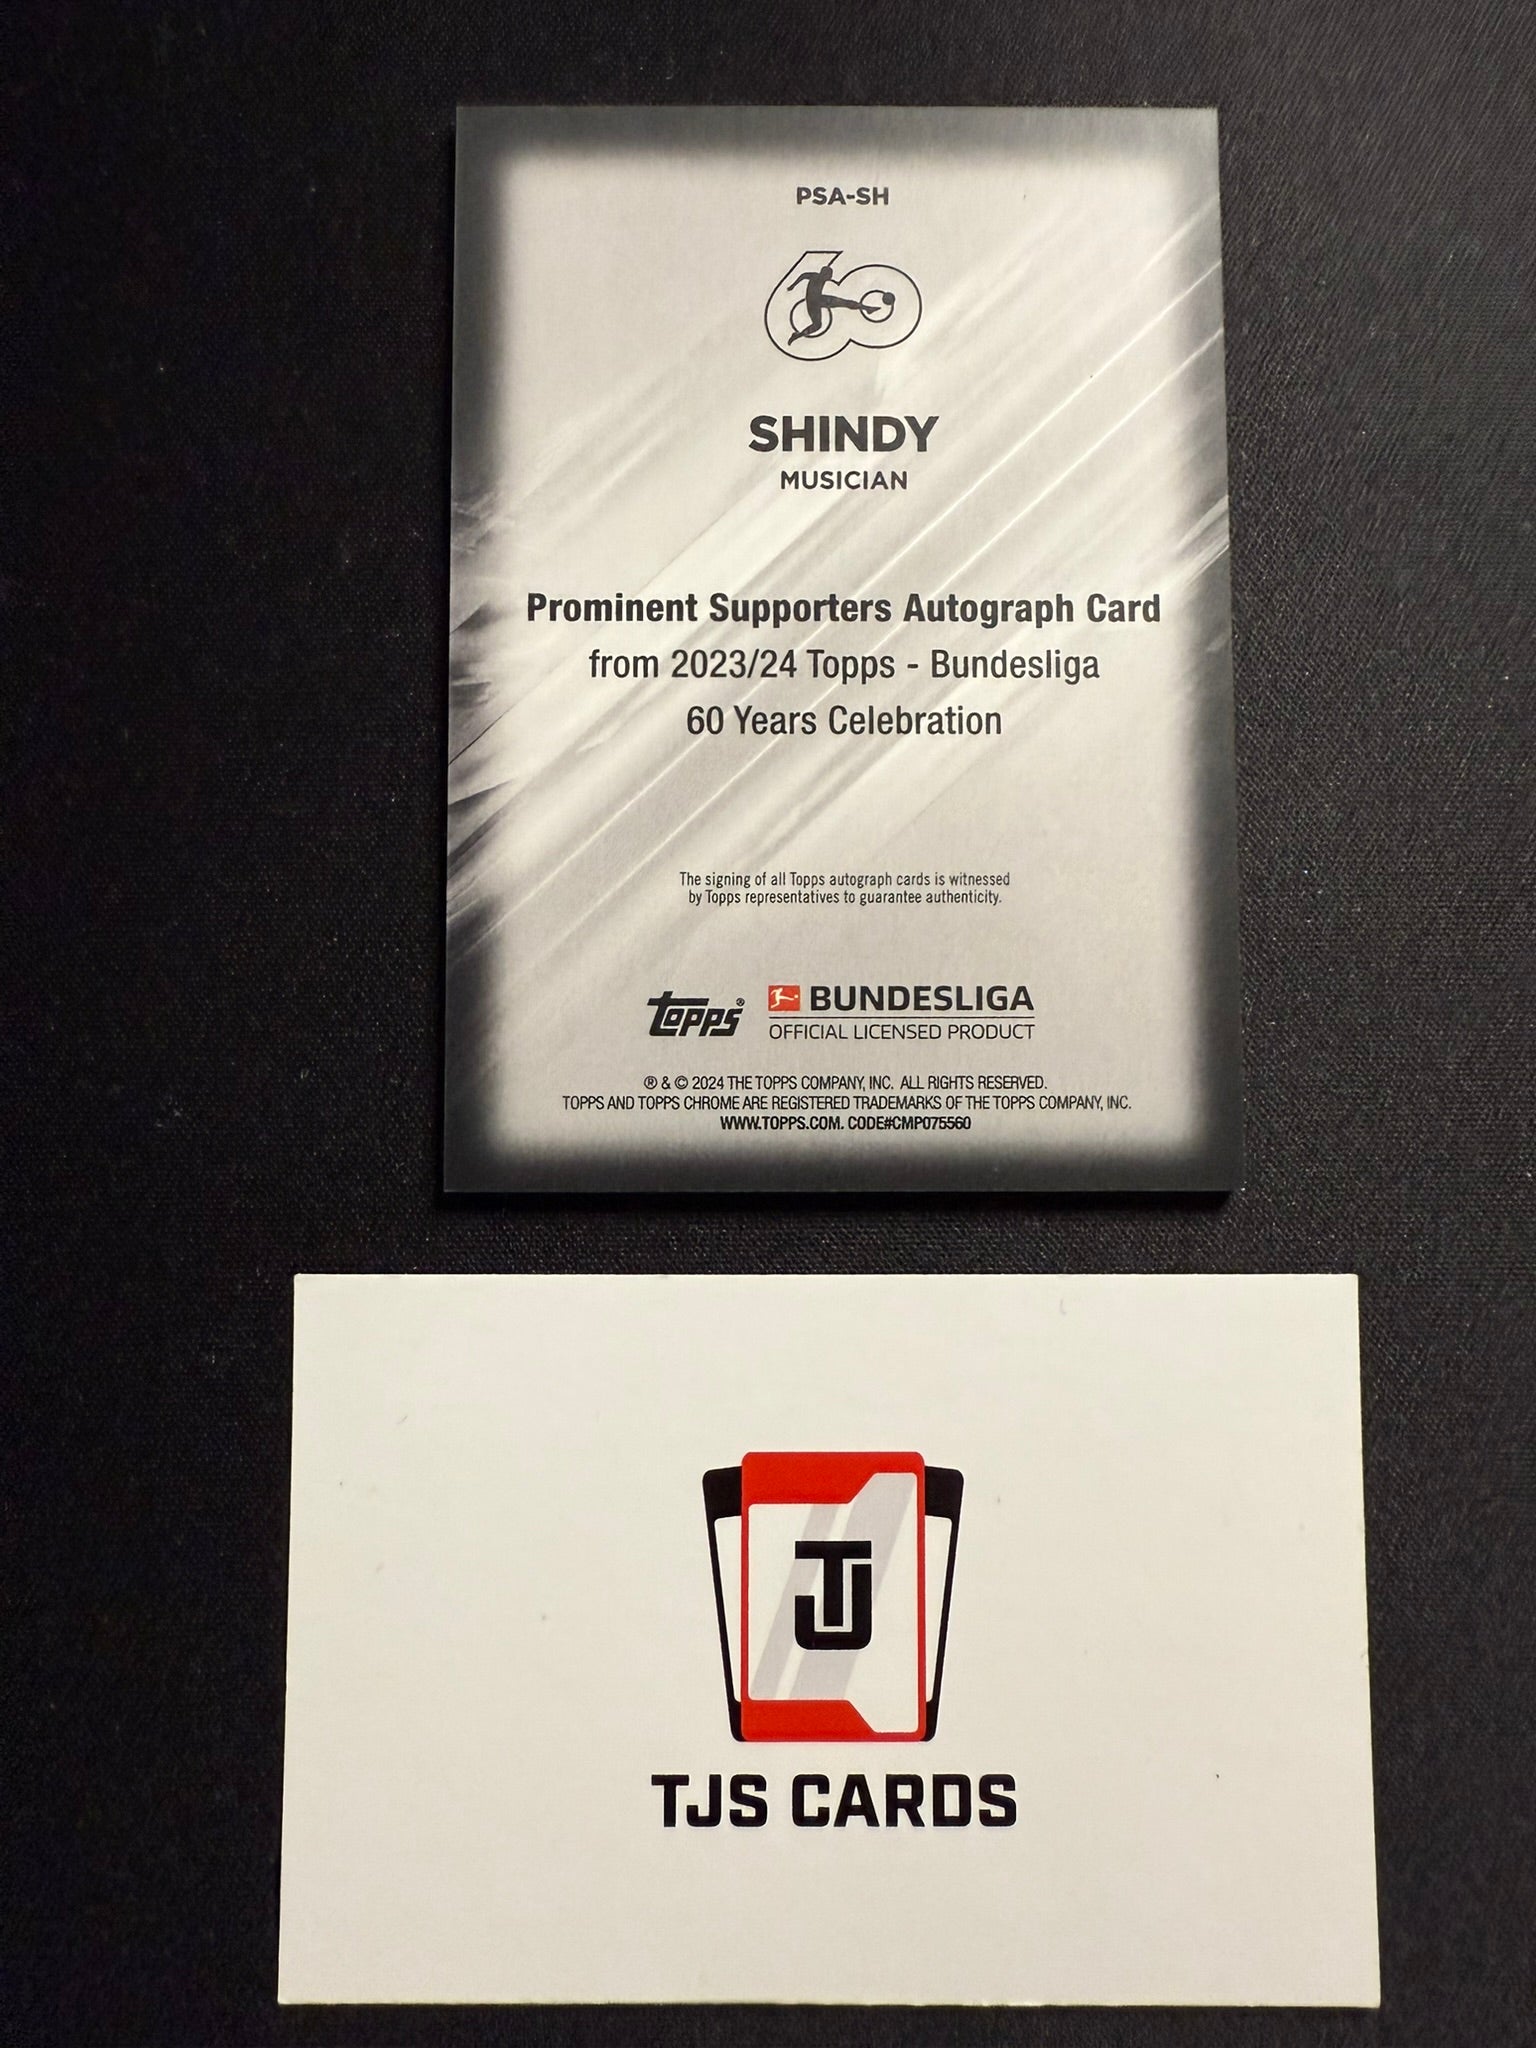 PSA-SH
60
SHINDY
MUSICIAN
Prominent Supporters Autograph Card
from 2023/24 Topps - Bundesliga
60 Years Celebration
The signing of all Topps autograph cards is witnessed
by Topps representatives to guarantee authenticity.
topps® BUNDESLIGA
OFFICIAL LICENSED PRODUCT
® & © 2024 THE TOPPS COMPANY, INC. ALL RIGHTS RESERVED.
TOPPS AND TOPPS CHROME ARE REGISTERED TRADEMARKS OF THE TOPPS COMPANY, INC.
WWW.TOPPS.COM. CODE#CMP075560
TJ
TJS CARDS